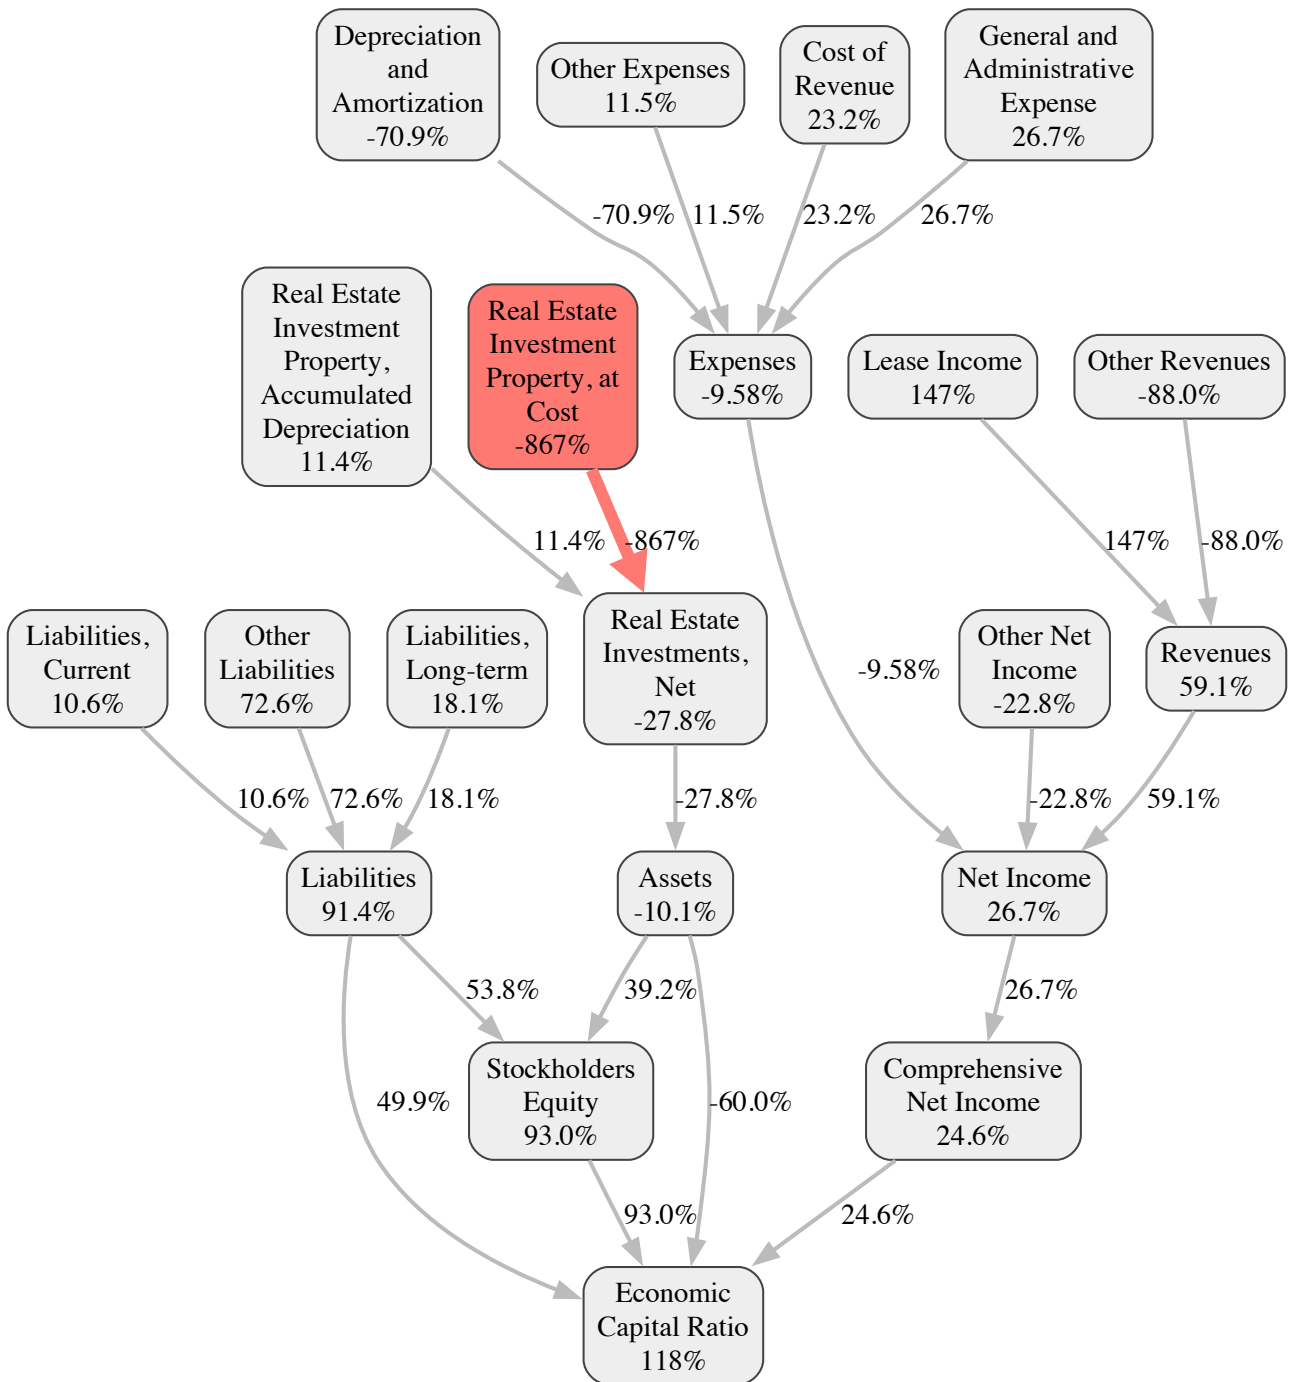 Depreciation
and
Amortization
-70.9%
Other Expenses
11.5%
Cost of
Revenue
23.2%
General and
Administrative
Expense
26.7%
-70.9%
11.5%
23.2%
26.7%
Real Estate
Investment
Property,
Accumulated
Depreciation
11.4%
Real Estate
Investment
Property, at
Cost
-867%
Expenses
-9.58%
Lease Income
147%
Other Revenues
-88.0%
11.4%
-867%
147%
-88.0%
Liabilities,
Current
10.6%
Other
Liabilities
72.6%
Liabilities,
Long-term
18.1%
Real Estate
Investments,
Net
-27.8%
-9.58%
Other Net
Income
-22.8%
Revenues
59.1%
10.6%
72.6%
18.1%
-27.8%
-22.8%
59.1%
Liabilities
91.4%
Assets
-10.1%
Net Income
26.7%
53.8%
39.2%
26.7%
Stockholders
Equity
93.0%
Comprehensive
Net Income
24.6%
49.9%
-60.0%
93.0%
24.6%
Economic
Capital Ratio
118%